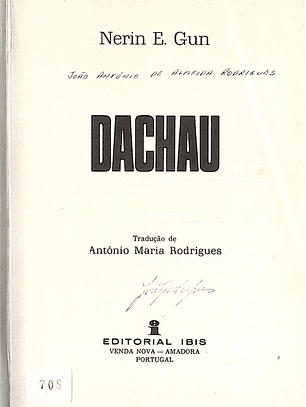 Nerin E. Gun
JOÃO ANTÓNIO DE ALMEIDA RODRIGUES
DACHAU
Tradução de
António Maria Rodrigues
EDITORIAL IBIS
VENDA NOVA — AMADORA
PORTUGAL
708